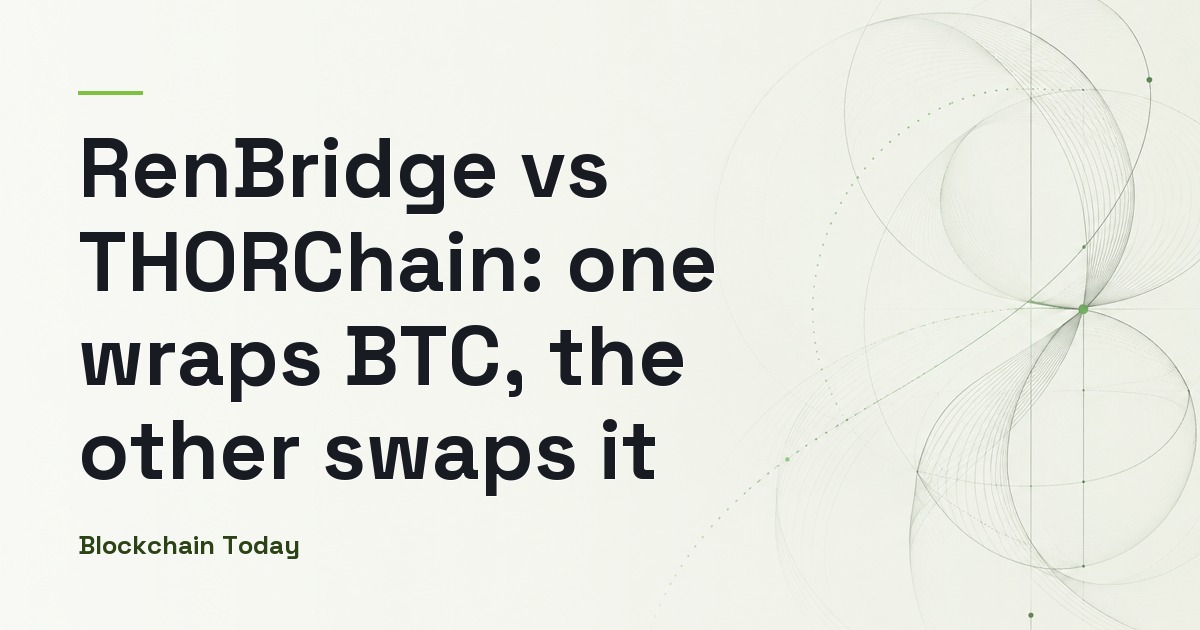 RenBridge vs
THORChain: one
wraps BTC, the
other swaps it
Blockchain Today